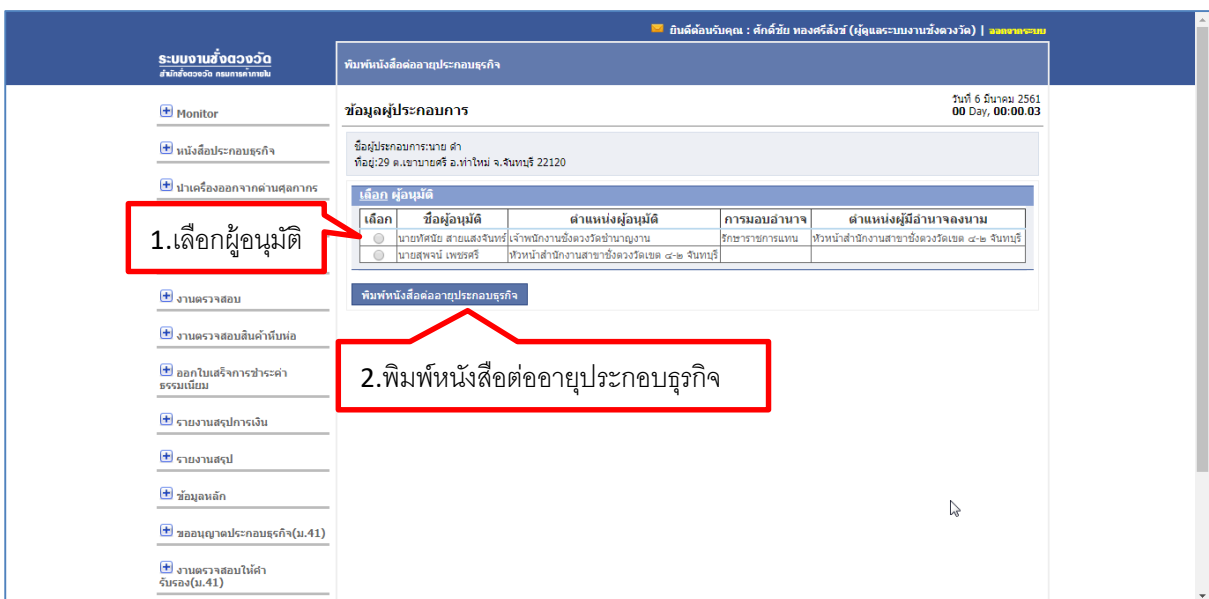 ยินดีต้อนรับคุณ : ศักดิ์ชัย ทองศรีสังข์ (ผู้ดูแลระบบงานชั่งตวงวัด) | ออกจากระบบ
ระบบงานชั่งตวงวัด
สำนักชั่งตวงวัด กรมการค้าภายใน
พิมพ์หนังสือต่ออายุประกอบธุรกิจ
Monitor
หนังสือประกอบธุรกิจ
นำเครื่องออกจากด่านศุลกากร
งานตรวจสอบ
งานตรวจสอบสินค้าหีบห่อ
ออกใบเสร็จการชำระค่า
ธรรมเนียม
รายงานสรุปการเงิน
รายงานสรุป
ข้อมูลหลัก
ขออนุญาตประกอบธุรกิจ(ม.41)
งานตรวจสอบให้คำ
รับรอง(ม.41)
ข้อมูลผู้ประกอบการ
วันที่ 6 มีนาคม 2561
00 Day, 00:00.03
ชื่อผู้ประกอบการ:นาย ดำ
ที่อยู่:29 ต.เขาบายศรี อ.ท่าใหม่ จ.จันทบุรี 22120
เลือก ผู้อนุมัติ
เลือก ชื่อผู้อนุมัติ ตำแหน่งผู้อนุมัติ การมอบอำนาจ ตำแหน่งผู้มีอำนาจลงนาม
นายทัศนัย สายแสงจันทร์ เจ้าพนักงานชั่งตวงวัดชำนาญงาน รักษาราชการแทน หัวหน้าสำนักงานสาขาชั่งตวงวัดเขต ๔-๒ จันทบุรี
นายสุพจน์ เพชรศรี หัวหน้าสำนักงานสาขาชั่งตวงวัดเขต ๔-๒ จันทบุรี
พิมพ์หนังสือต่ออายุประกอบธุรกิจ
1.เลือกผู้อนุมัติ
2.พิมพ์หนังสือต่ออายุประกอบธุรกิจ